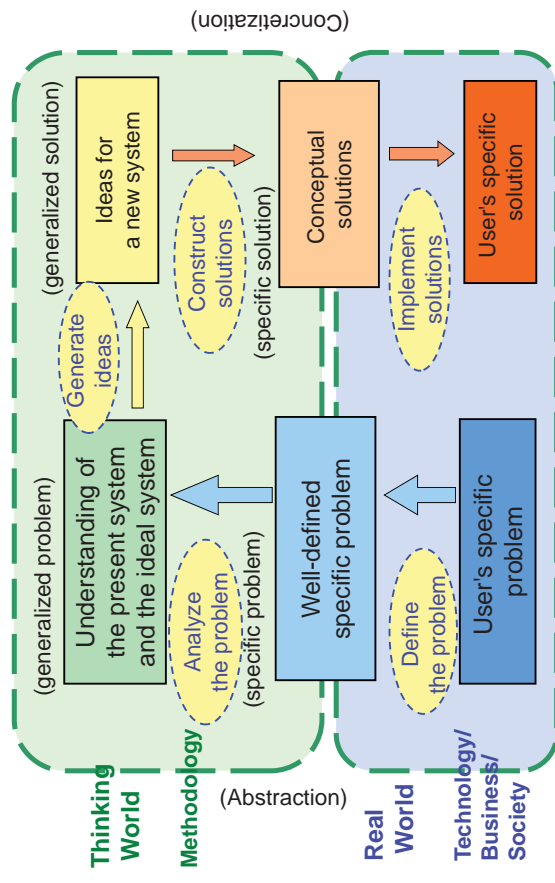 (generalized problem)
(generalized solution)
Thinking
World
Understanding of
the present system
and the ideal system
Generate
ideas
Ideas for
a new system
Methodology
Analyze
the problem
Construct
solutions
(Abstraction)
(Concretization)
(specific problem)
(specific solution)
Well-defined
specific problem
Conceptual
solutions
Real
World
Define
the problem
Implement
solutions
Technology/
Business/
Society
User's specific
problem
User's specific
solution